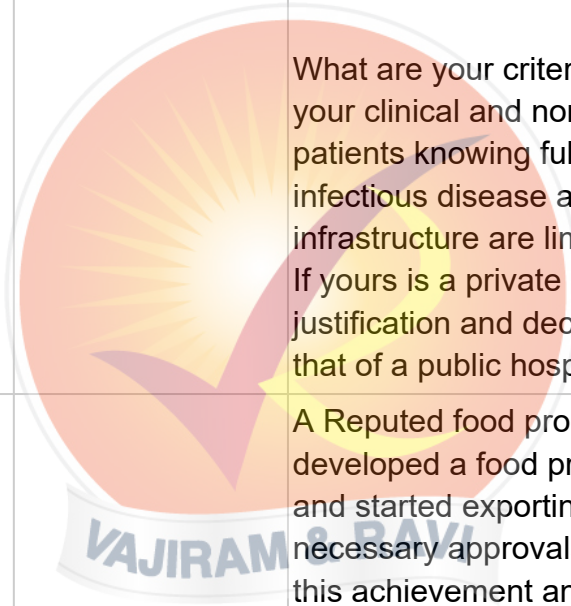 What are your criter
your clinical and nor
patients knowing ful
infectious disease a
infrastructure are lin
If yours is a private
justification and dec
that of a public hosp
A Reputed food pro
developed a food pr
and started exportin
necessary approval
this achievement an
VAJIRAM & RAVI